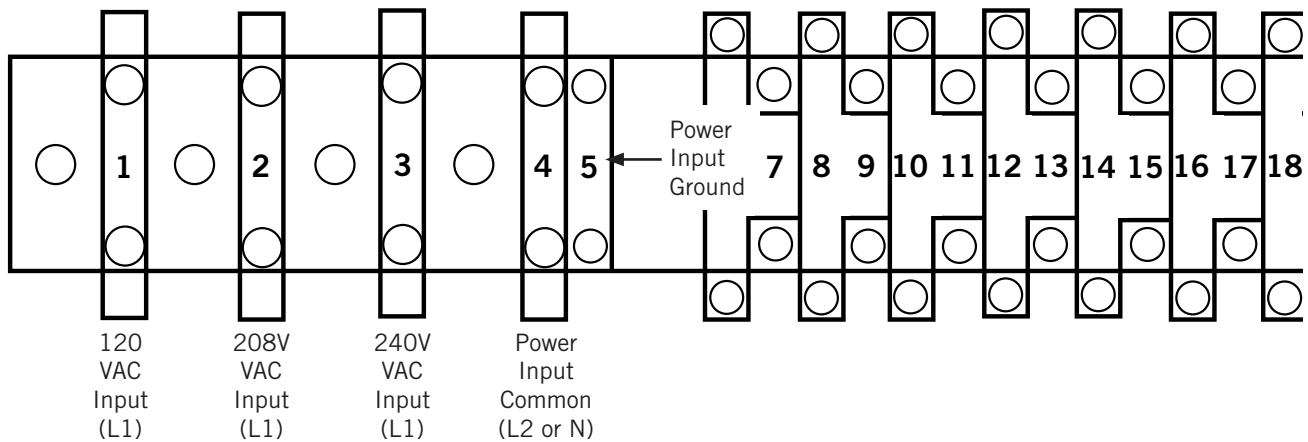 1 2 3 4 5 7 8 9 10 11 12 13 14 15 16 17 18
Power
Input
Ground
120
VAC
Input
(L1)
208V
VAC
Input
(L1)
240V
VAC
Input
(L1)
Power
Input
Common
(L2 or N)